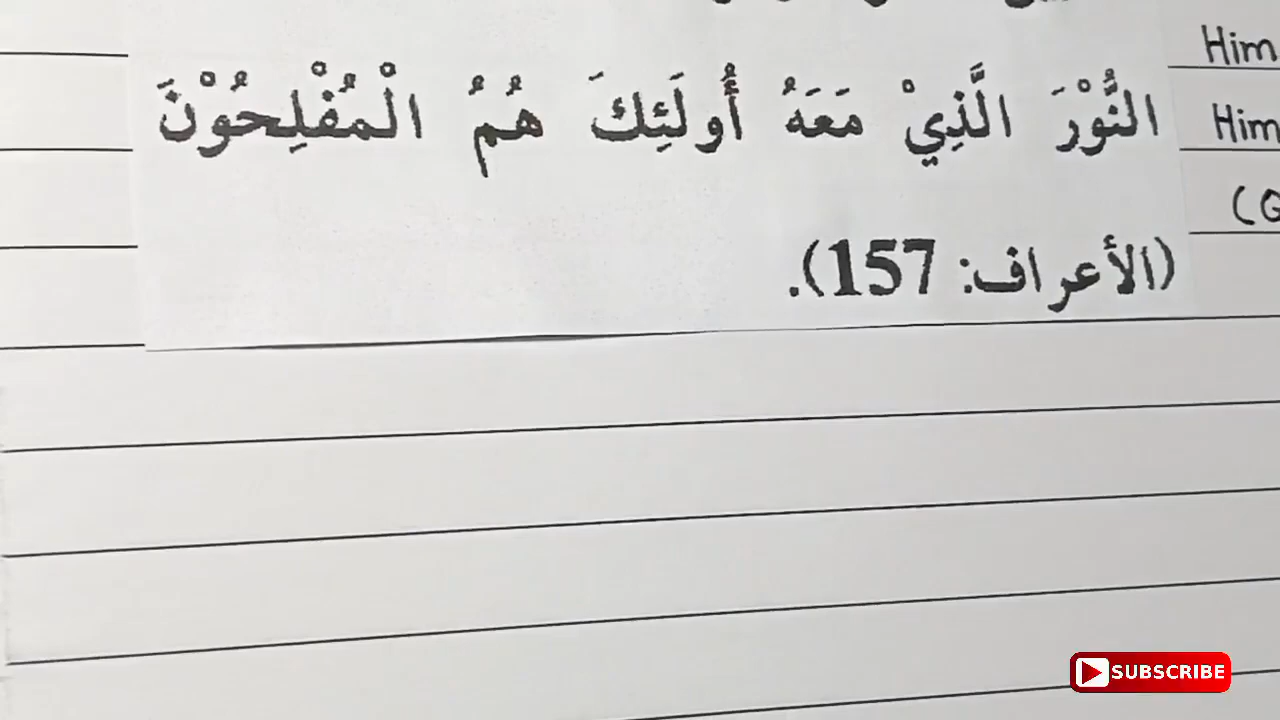 النُّوْرَ الَّذِيْ مَعَهُ أُولَئِكَ هُمُ الْمُفْلِحُوْنَ
(الأعراف: 157).
Him
Him
SUBSCRIBE